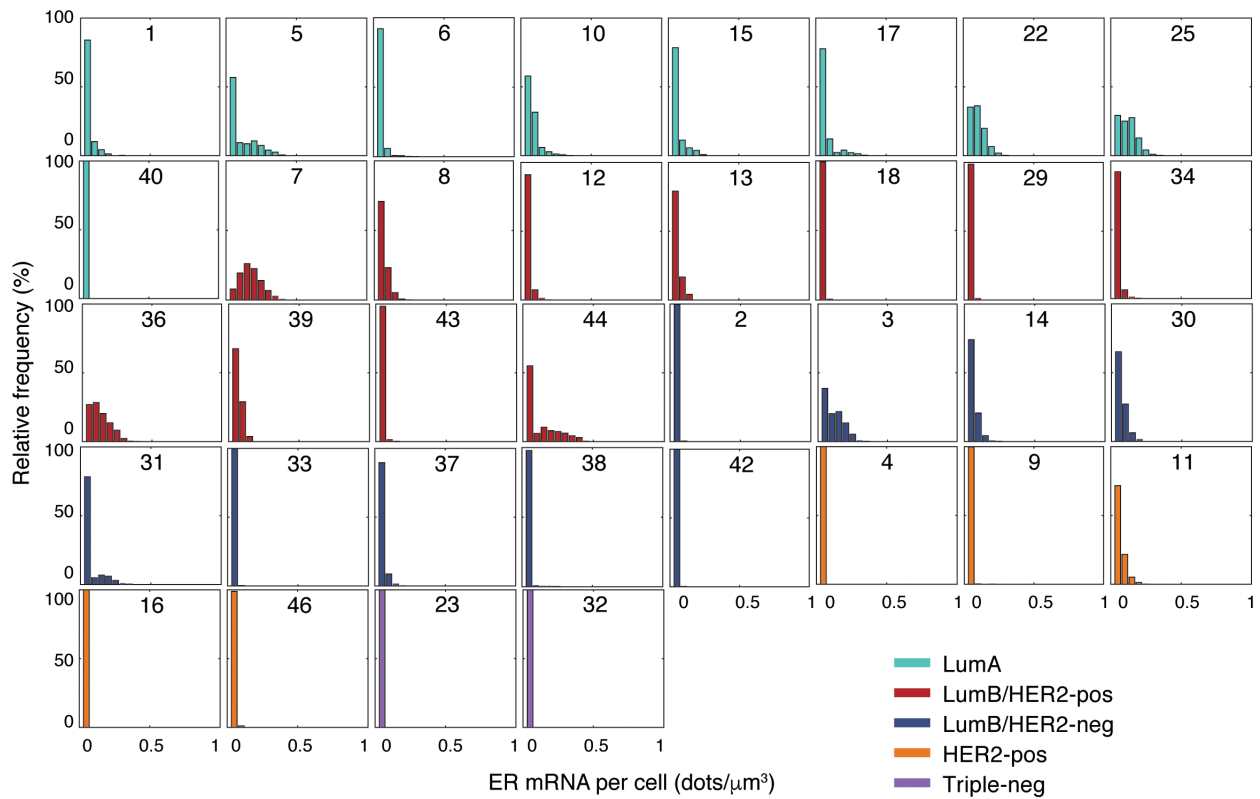 100 1 5 6 10 15 17 22 25
50
0
100 40 7 8 12 13 18 29 34
50
0
100 36 39 43 44 2 3 14 30
50
0
100 31 33 37 38 42 4 9 11
50
0
0 0.5 1 0 0.5 1 0 0.5 1 0 0.5 1
100 16 46 23 32
50
0
0 0.5 1 0 0.5 1 0 0.5 1 0 0.5 1
Relative frequency (%)
ER mRNA per cell (dots/μm³)
LumA
LumB/HER2-pos
LumB/HER2-neg
HER2-pos
Triple-neg